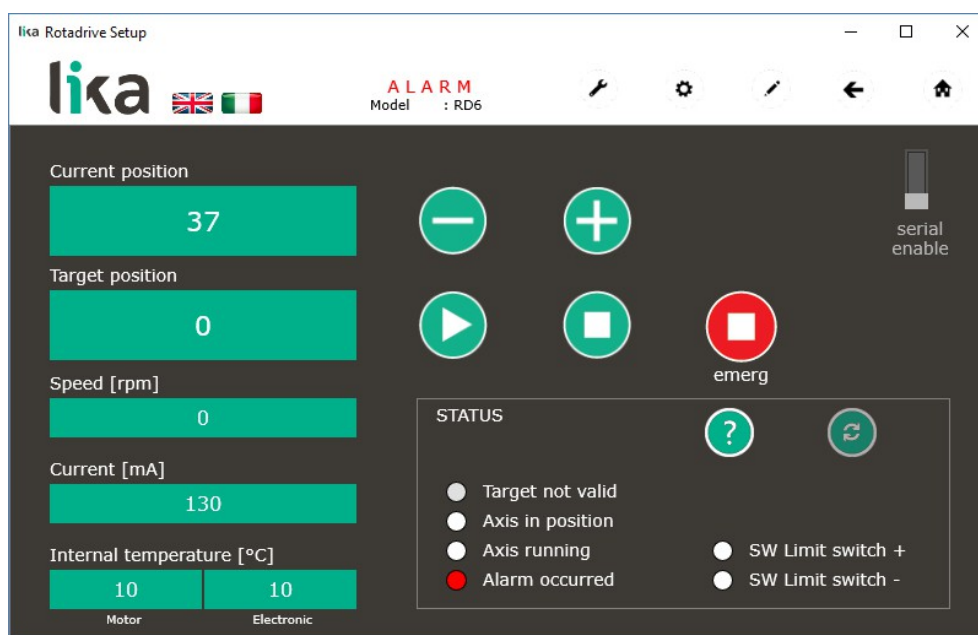 lika Rotadrive Setup
lika
ALARM
Model : RD6
Current position
37
serial
enable
Target position
0
emerg
Speed [rpm]
0
STATUS
?
Current [mA]
130
Target not valid
Axis in position
Internal temperature [°C]
Axis running
SW Limit switch +
10
10
Alarm occurred
SW Limit switch -
Motor
Electronic